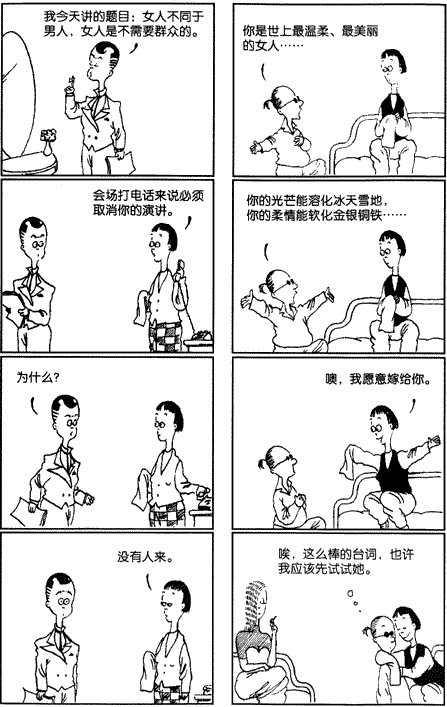 我今天讲的题目：女人不同于
男人，女人是不需要群众的。
会场打电话来说必须
取消你的演讲。
为什么？
没有人来。
你是世上最温柔、最美丽
的女人……
你的光芒能溶化冰天雪地，
你的柔情能软化金银铜铁……
噢，我愿意嫁给你。
唉，这么棒的台词，也许
我应该先试试她。